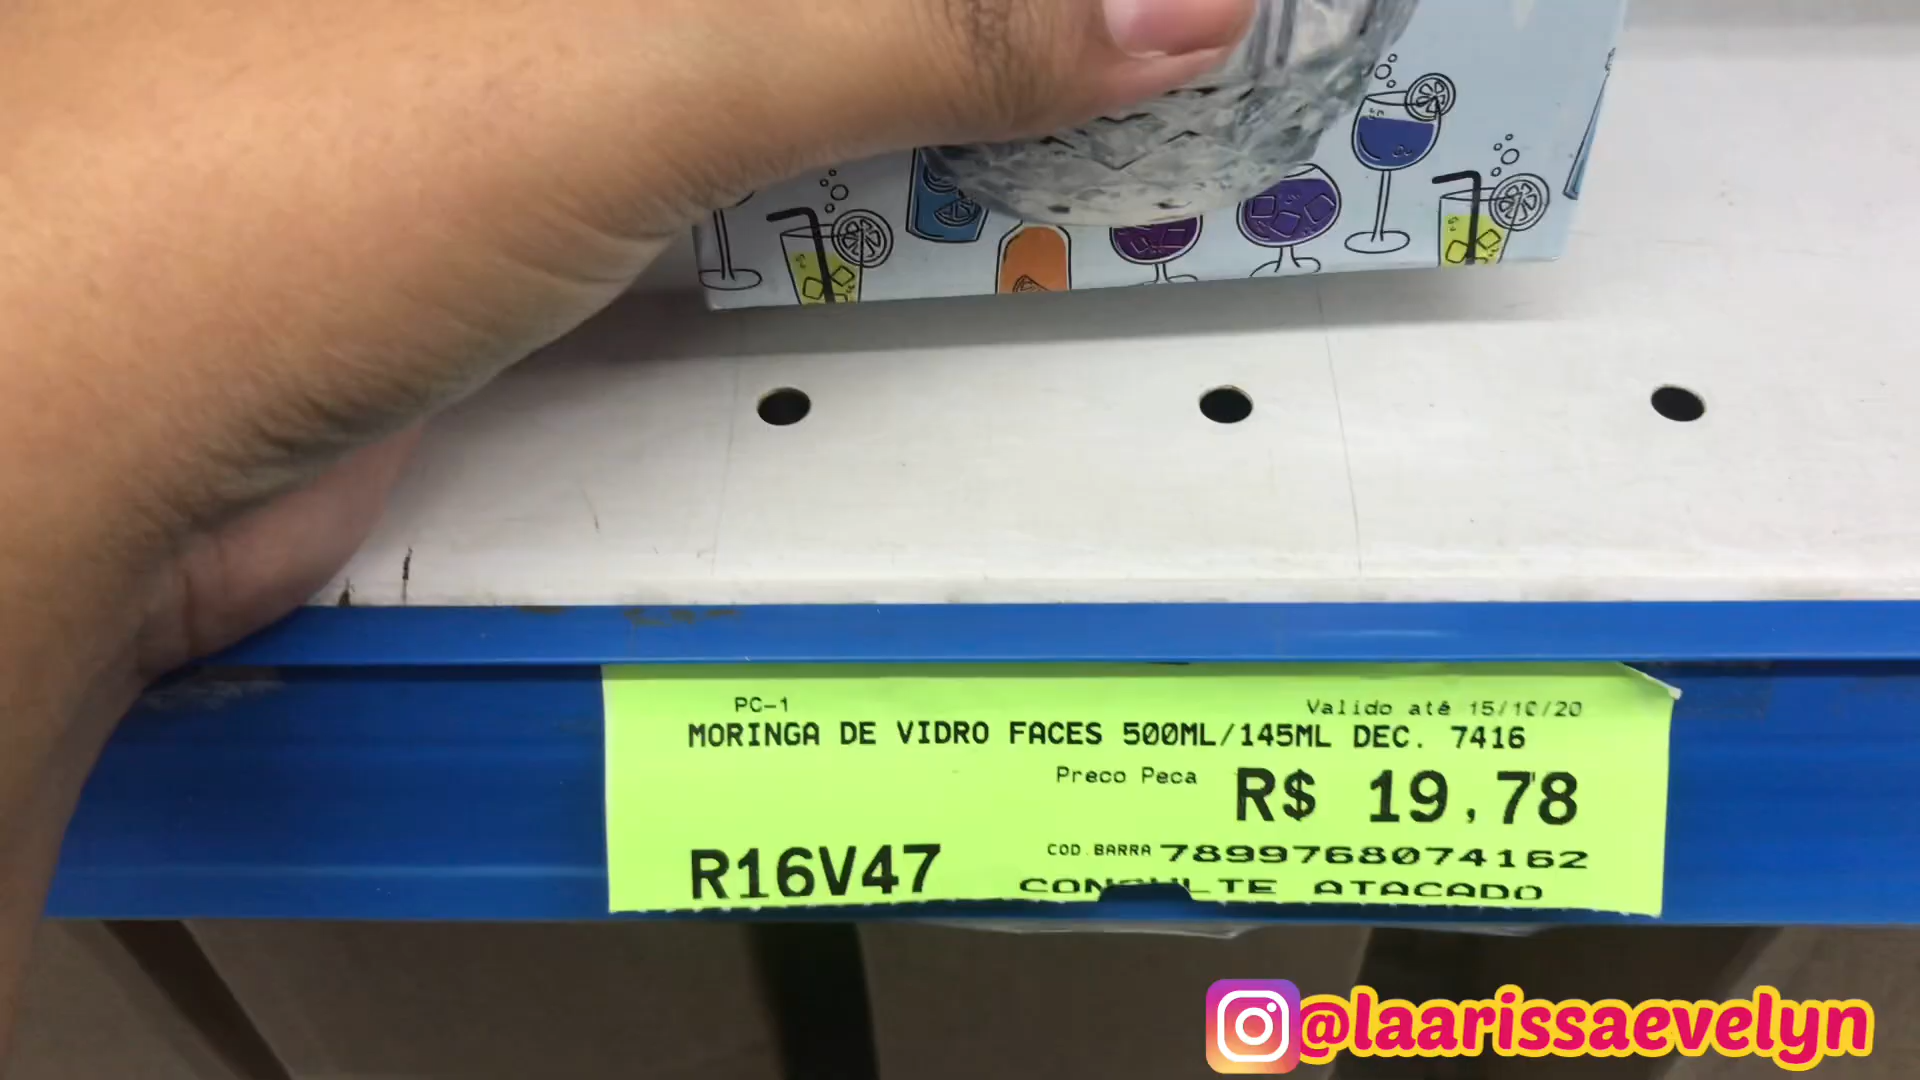 PC-1
Valido até 15/10/20
MORINGA DE VIDRO FACES 500ML/145ML DEC. 7416
Preco Peca R$ 19,78
R16V47
COD.BARRA 7899768074162
CONSULTE ATACADO
@laarissaevelyn